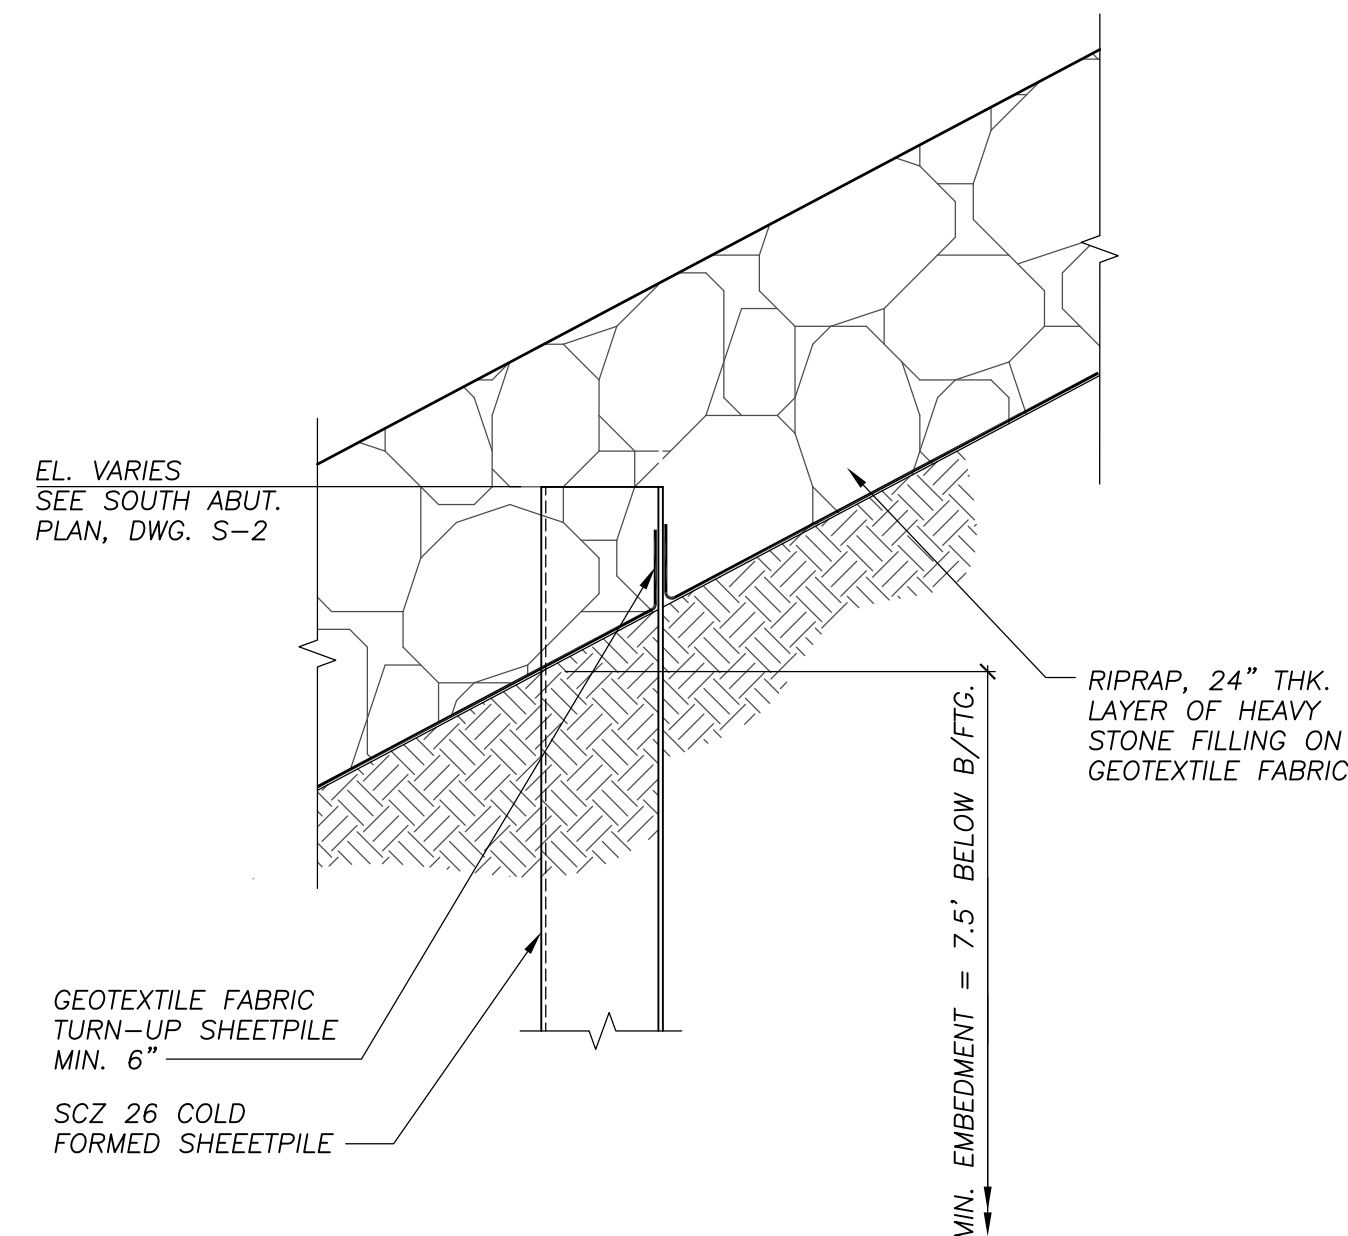 EL. VARIES
SEE SOUTH ABUT.
PLAN, DWG. S-2
RIPRAP, 24" THK.
LAYER OF HEAVY
STONE FILLING ON
GEOTEXTILE FABRIC
MIN. EMBEDMENT = 7.5' BELOW B/FTG.
GEOTEXTILE FABRIC
TURN-UP SHEETPILE
MIN. 6"
SCZ 26 COLD
FORMED SHEEETPILE